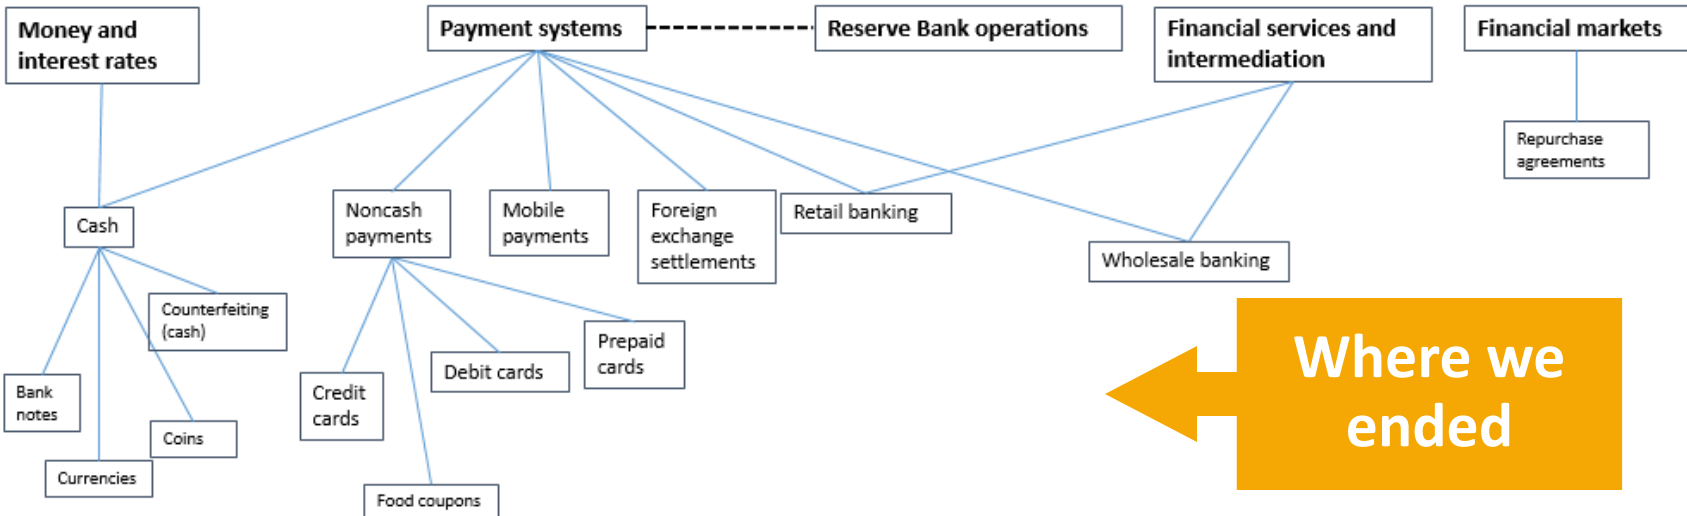 Money and
interest rates
Payment systems
Reserve Bank operations
Financial services and
intermediation
Financial markets
Repurchase
agreements
Cash
Noncash
payments
Mobile
payments
Foreign
exchange
settlements
Retail banking
Wholesale banking
Counterfeiting
(cash)
Bank
notes
Currencies
Coins
Credit
cards
Food coupons
Debit cards
Prepaid
cards
Where we
ended